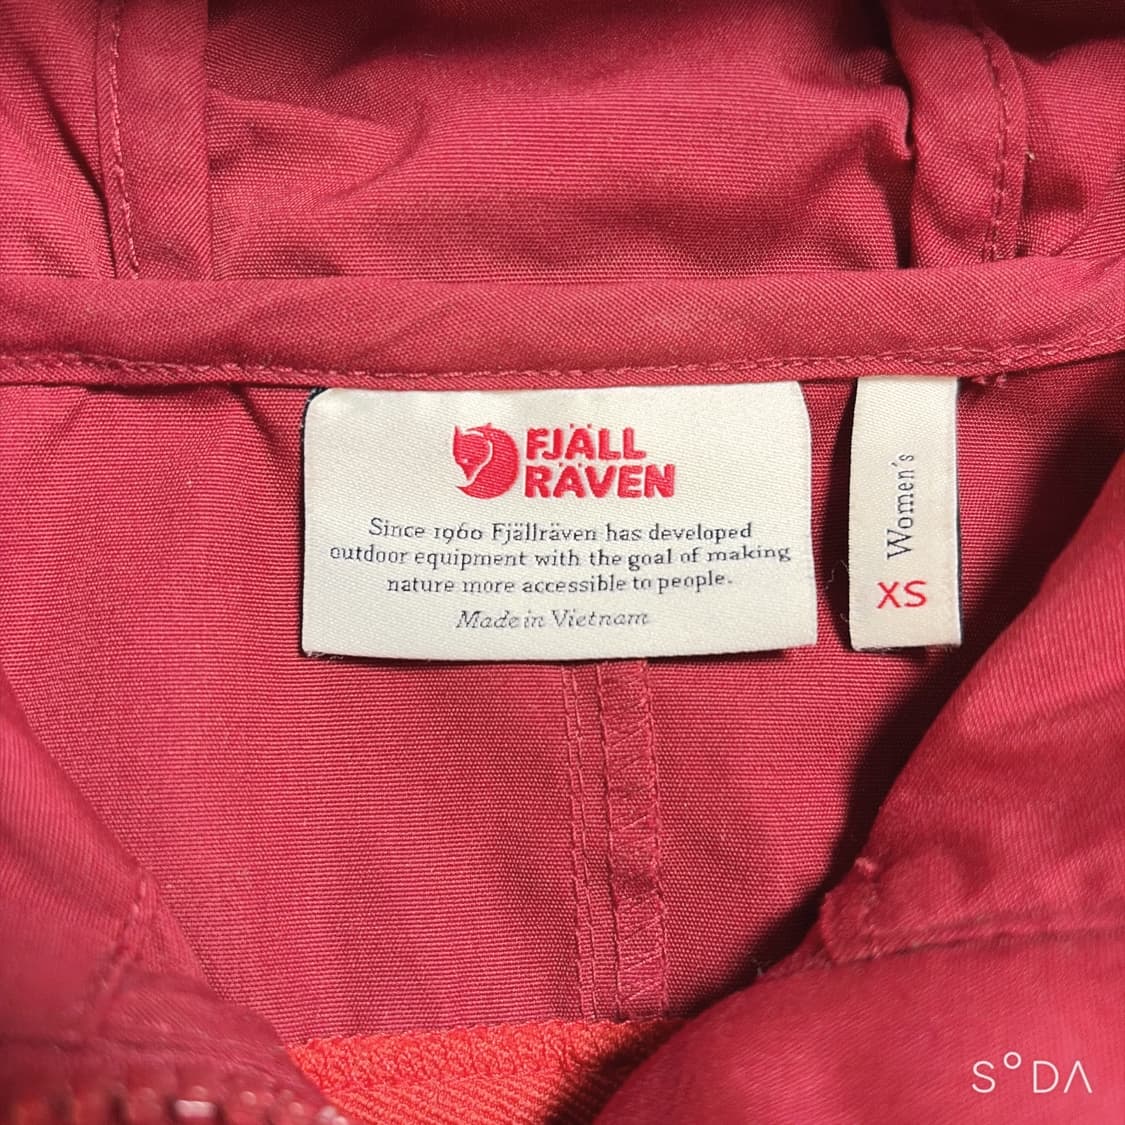 FJÄLL
RÄVEN
Since 1960 Fjällräven has developed
outdoor equipment with the goal of making
nature more accessible to people.
Made in Vietnam
Women's
XS
SODA